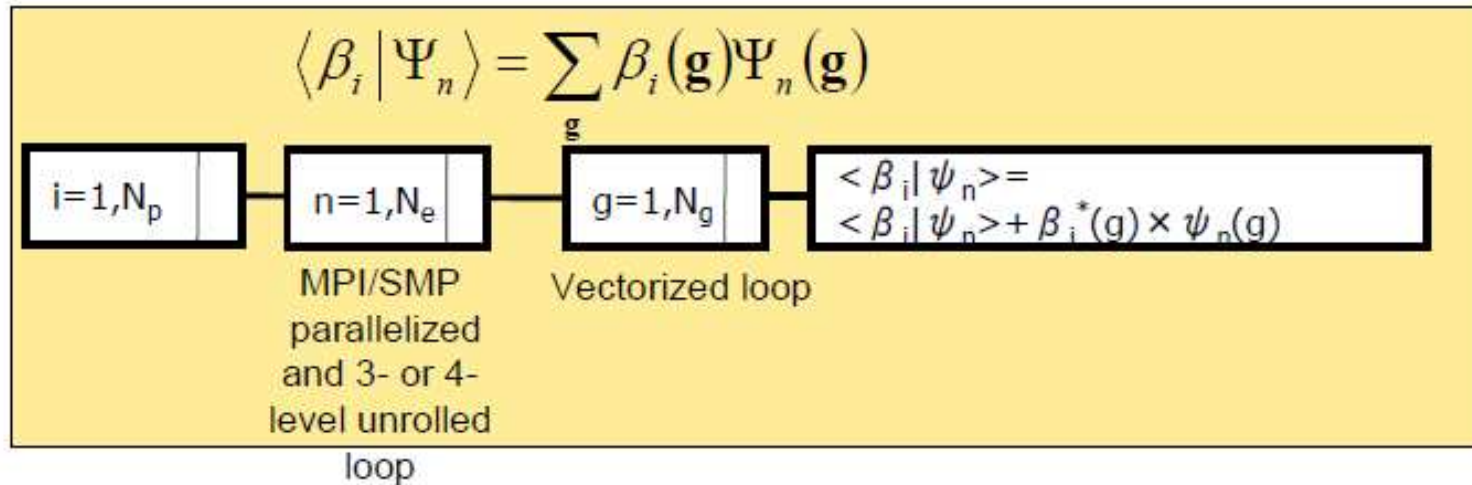 ⟨β_i|Ψ_n⟩ = ∑_g β_i(g)Ψ_n(g)
i=1,N_p
n=1,N_e
g=1,N_g
<β_i|ψ_n>=
<β_i|ψ_n>+β_i^*(g)×ψ_n(g)
MPI/SMP
parallelized
and 3- or 4-
level unrolled
loop
Vectorized loop